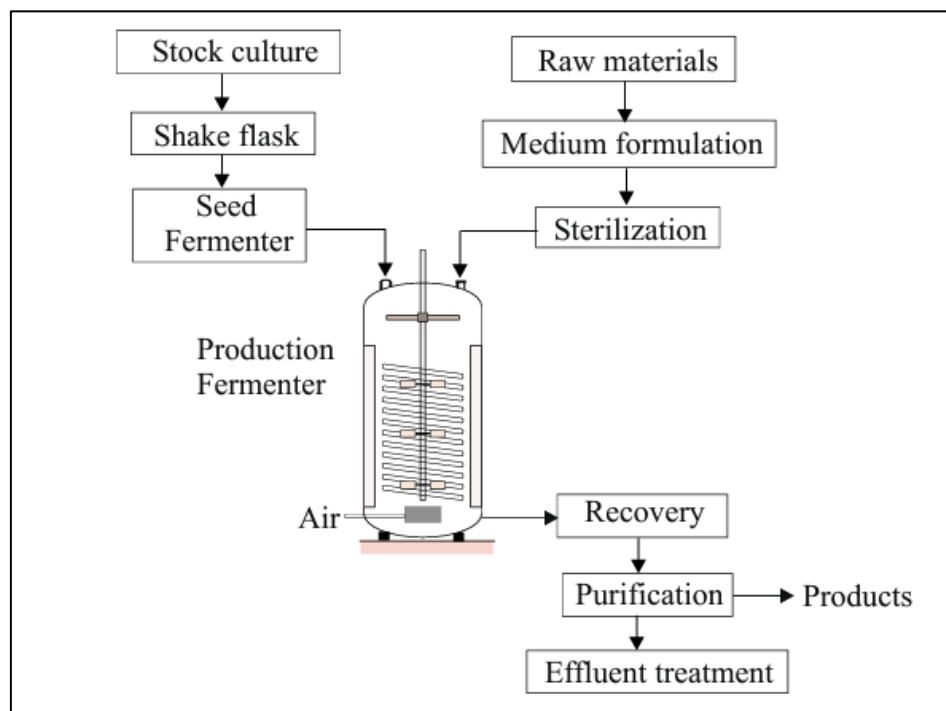 Stock culture
Shake flask
Seed
Fermenter
Raw materials
Medium formulation
Sterilization
Production
Fermenter
Air
Recovery
Purification
Products
Effluent treatment